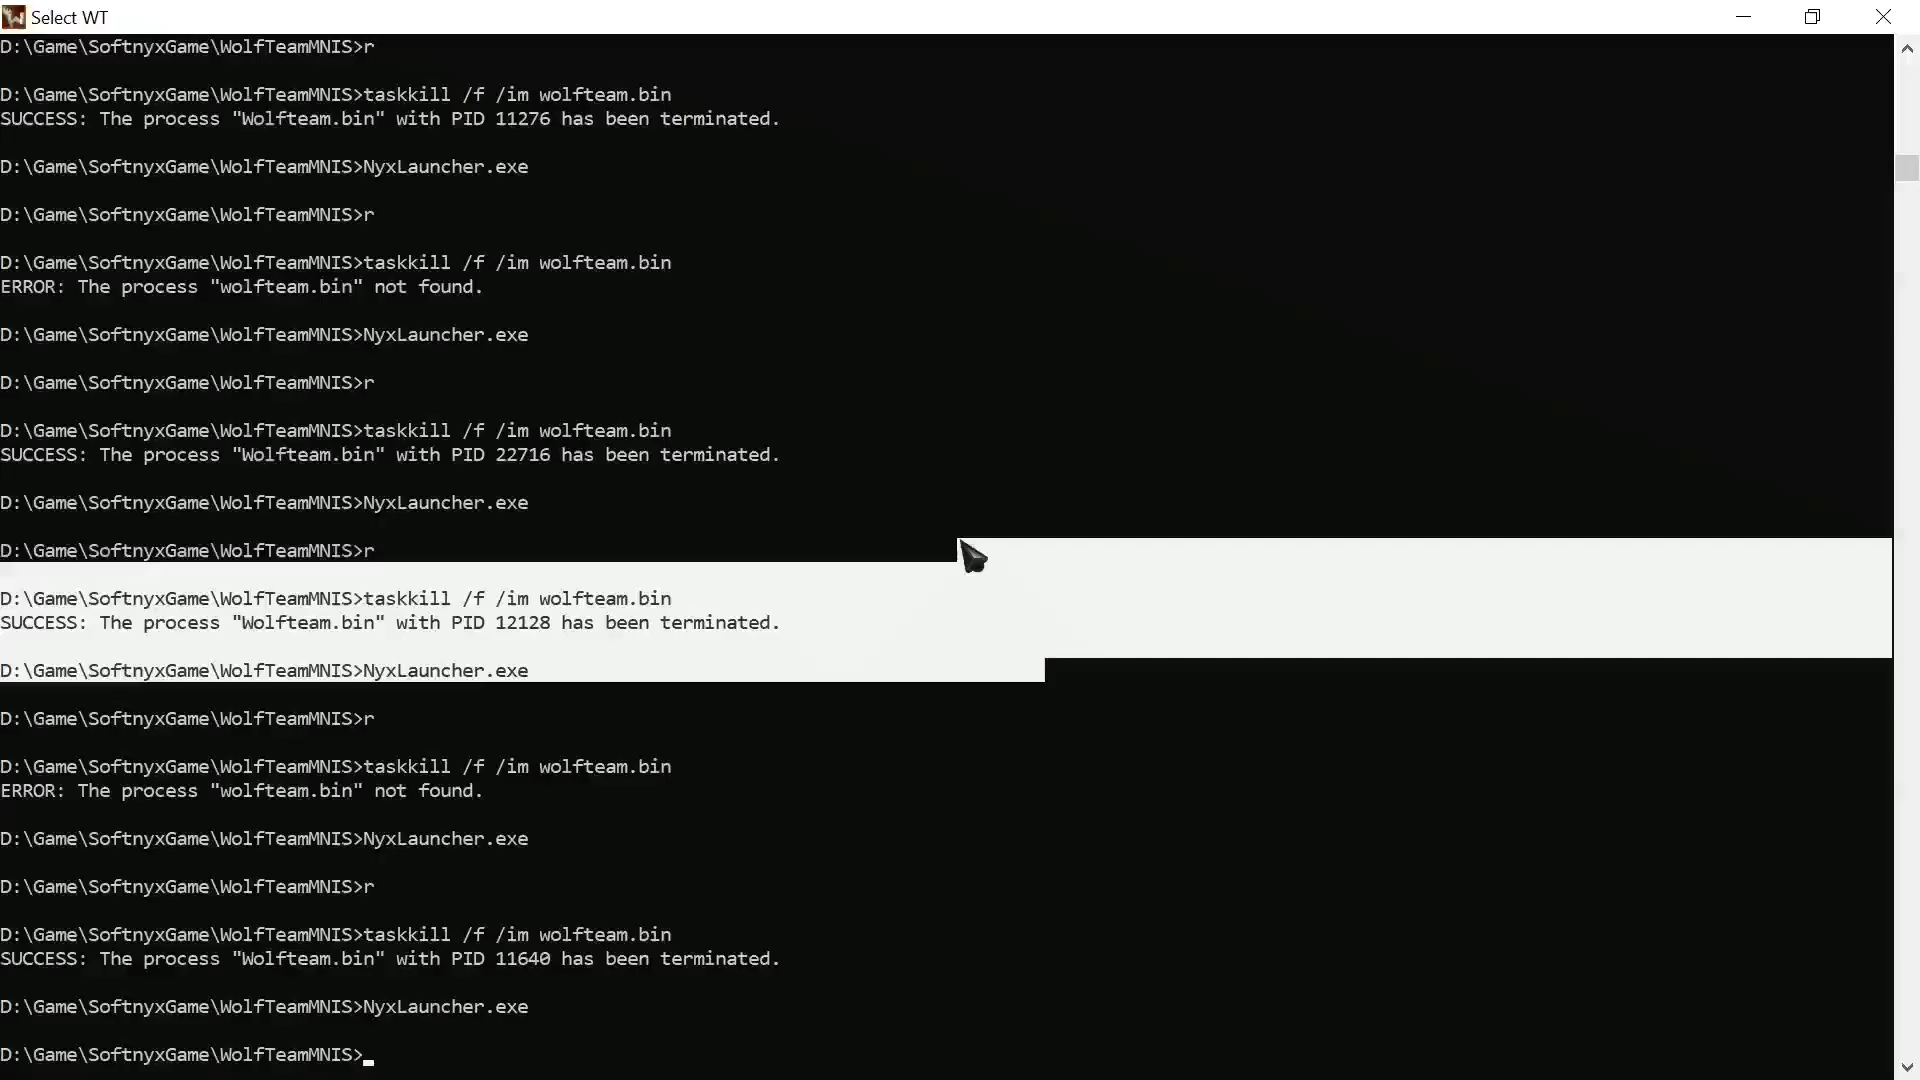 Select WT
D:\Game\SoftnyxGame\WolfTeamMNIS>r
D:\Game\SoftnyxGame\WolfTeamMNIS>taskkill /f /im wolfteam.bin
SUCCESS: The process "Wolfteam.bin" with PID 11276 has been terminated.
D:\Game\SoftnyxGame\WolfTeamMNIS>NyxLauncher.exe
D:\Game\SoftnyxGame\WolfTeamMNIS>r
D:\Game\SoftnyxGame\WolfTeamMNIS>taskkill /f /im wolfteam.bin
ERROR: The process "wolfteam.bin" not found.
D:\Game\SoftnyxGame\WolfTeamMNIS>NyxLauncher.exe
D:\Game\SoftnyxGame\WolfTeamMNIS>r
D:\Game\SoftnyxGame\WolfTeamMNIS>taskkill /f /im wolfteam.bin
SUCCESS: The process "Wolfteam.bin" with PID 22716 has been terminated.
D:\Game\SoftnyxGame\WolfTeamMNIS>NyxLauncher.exe
D:\Game\SoftnyxGame\WolfTeamMNIS>r
D:\Game\SoftnyxGame\WolfTeamMNIS>taskkill /f /im wolfteam.bin
SUCCESS: The process "Wolfteam.bin" with PID 12128 has been terminated.
D:\Game\SoftnyxGame\WolfTeamMNIS>NyxLauncher.exe
D:\Game\SoftnyxGame\WolfTeamMNIS>r
D:\Game\SoftnyxGame\WolfTeamMNIS>taskkill /f /im wolfteam.bin
ERROR: The process "wolfteam.bin" not found.
D:\Game\SoftnyxGame\WolfTeamMNIS>NyxLauncher.exe
D:\Game\SoftnyxGame\WolfTeamMNIS>r
D:\Game\SoftnyxGame\WolfTeamMNIS>taskkill /f /im wolfteam.bin
SUCCESS: The process "Wolfteam.bin" with PID 11640 has been terminated.
D:\Game\SoftnyxGame\WolfTeamMNIS>NyxLauncher.exe
D:\Game\SoftnyxGame\WolfTeamMNIS>